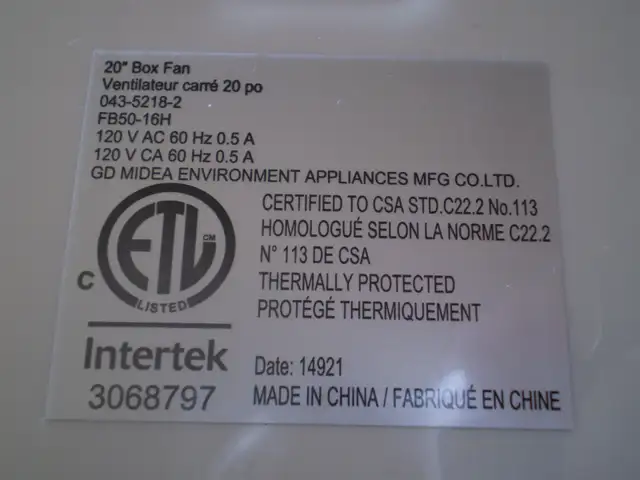 20" Box Fan
Ventilateur carré 20 po
043-5218-2
FB50-16H
120 V AC 60 Hz 0.5 A
120 V CA 60 Hz 0.5 A
GD MIDEA ENVIRONMENT APPLIANCES MFG CO.LTD.
CERTIFIED TO CSA STD.C22.2 No.113
HOMOLOGUÉ SELON LA NORME C22.2
N° 113 DE CSA
THERMALLY PROTECTED
PROTÉGÉ THERMIQUEMENT
C ETL CM
LISTED
Intertek
3068797
Date: 14921
MADE IN CHINA / FABRIQUÉ EN CHINE